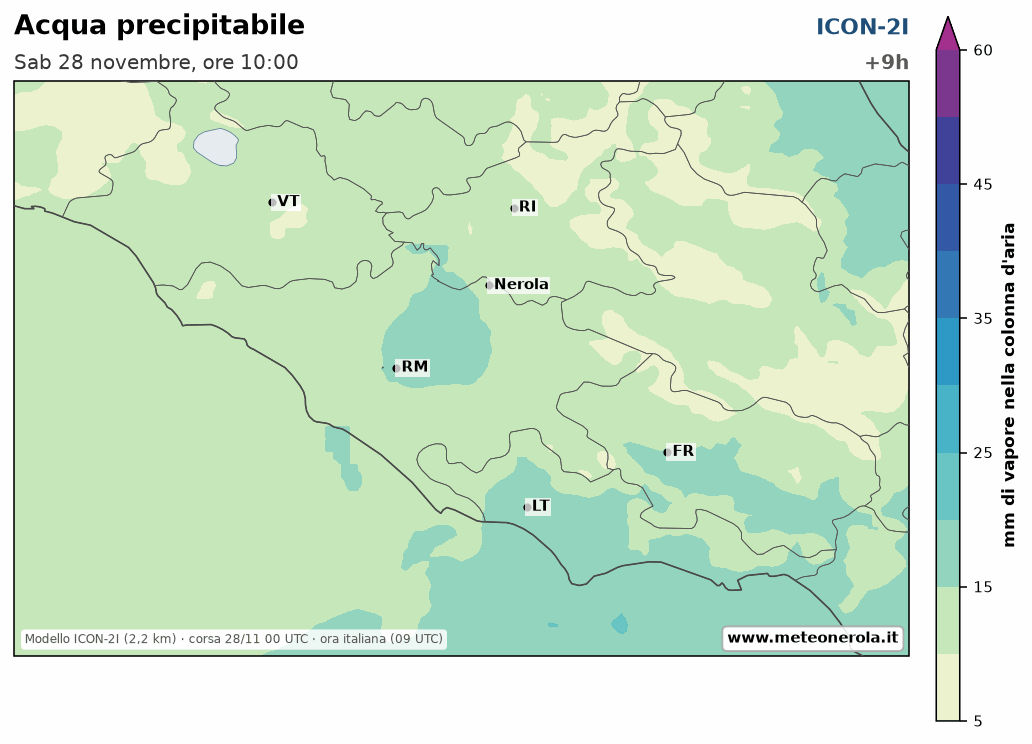 Acqua precipitabile
ICON-2I
Sab 28 novembre, ore 10:00
+9h
60
45
35
25
15
5
mm di vapore nella colonna d'aria
VT
RI
Nerola
RM
FR
LT
Modello ICON-2I (2,2 km) · corsa 28/11 00 UTC · ora italiana (09 UTC)
www.meteonerola.it